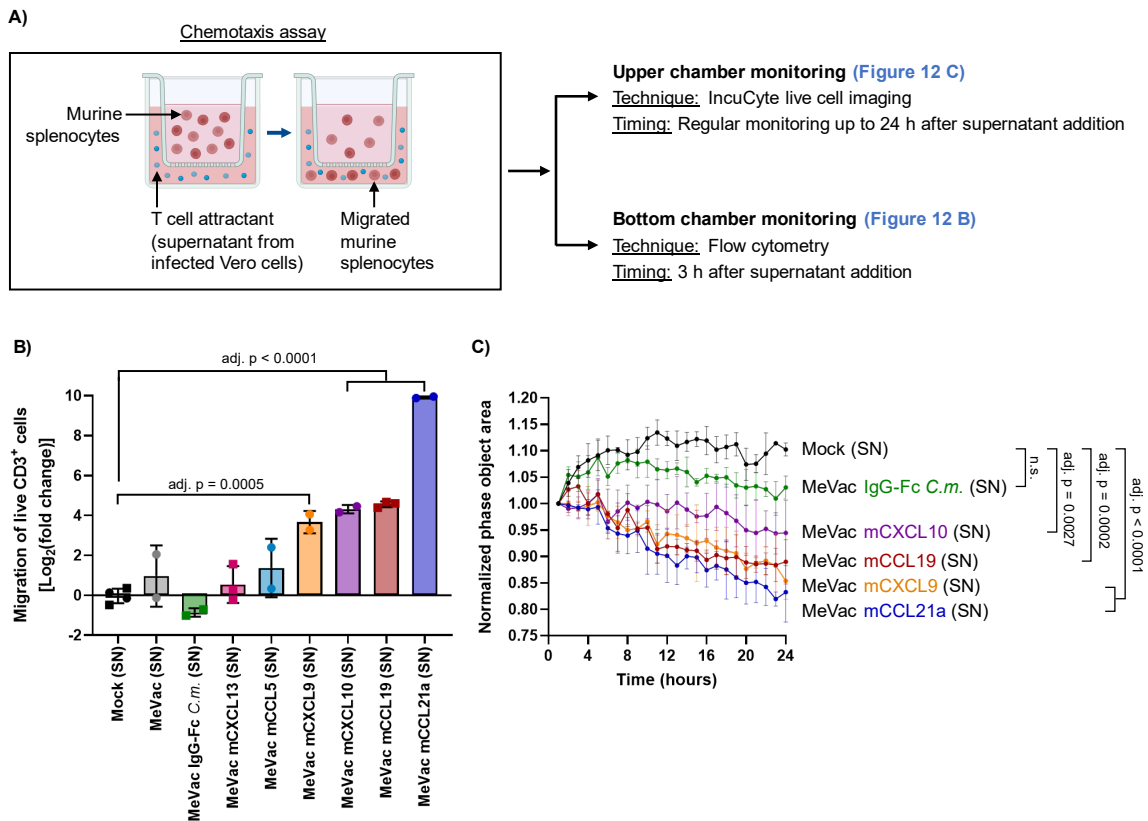 A)
Chemotaxis assay
Murine
splenocytes
T cell attractant
(supernatant from
infected Vero cells)
Migrated
murine
splenocytes
Upper chamber monitoring (Figure 12 C)
Technique: IncuCyte live cell imaging
Timing: Regular monitoring up to 24 h after supernatant addition
Bottom chamber monitoring (Figure 12 B)
Technique: Flow cytometry
Timing: 3 h after supernatant addition
B)
adj. p < 0.0001
adj. p = 0.0005
Migration of live CD3⁺ cells
[Log₂(fold change)]
10
8
6
4
2
0
-2
Mock (SN)
MeVac (SN)
MeVac IgG-Fc C.m. (SN)
MeVac mCXCL13 (SN)
MeVac mCCL5 (SN)
MeVac mCXCL9 (SN)
MeVac mCXCL10 (SN)
MeVac mCCL19 (SN)
MeVac mCCL21a (SN)
C)
Normalized phase object area
1.20
1.15
1.10
1.05
1.00
0.95
0.90
0.85
0.80
0.75
0
4
8
12
16
20
24
Time (hours)
Mock (SN)
MeVac IgG-Fc C.m. (SN)
MeVac mCXCL10 (SN)
MeVac mCCL19 (SN)
MeVac mCXCL9 (SN)
MeVac mCCL21a (SN)
n.s.
adj. p = 0.0027
adj. p = 0.0002
adj. p < 0.0001